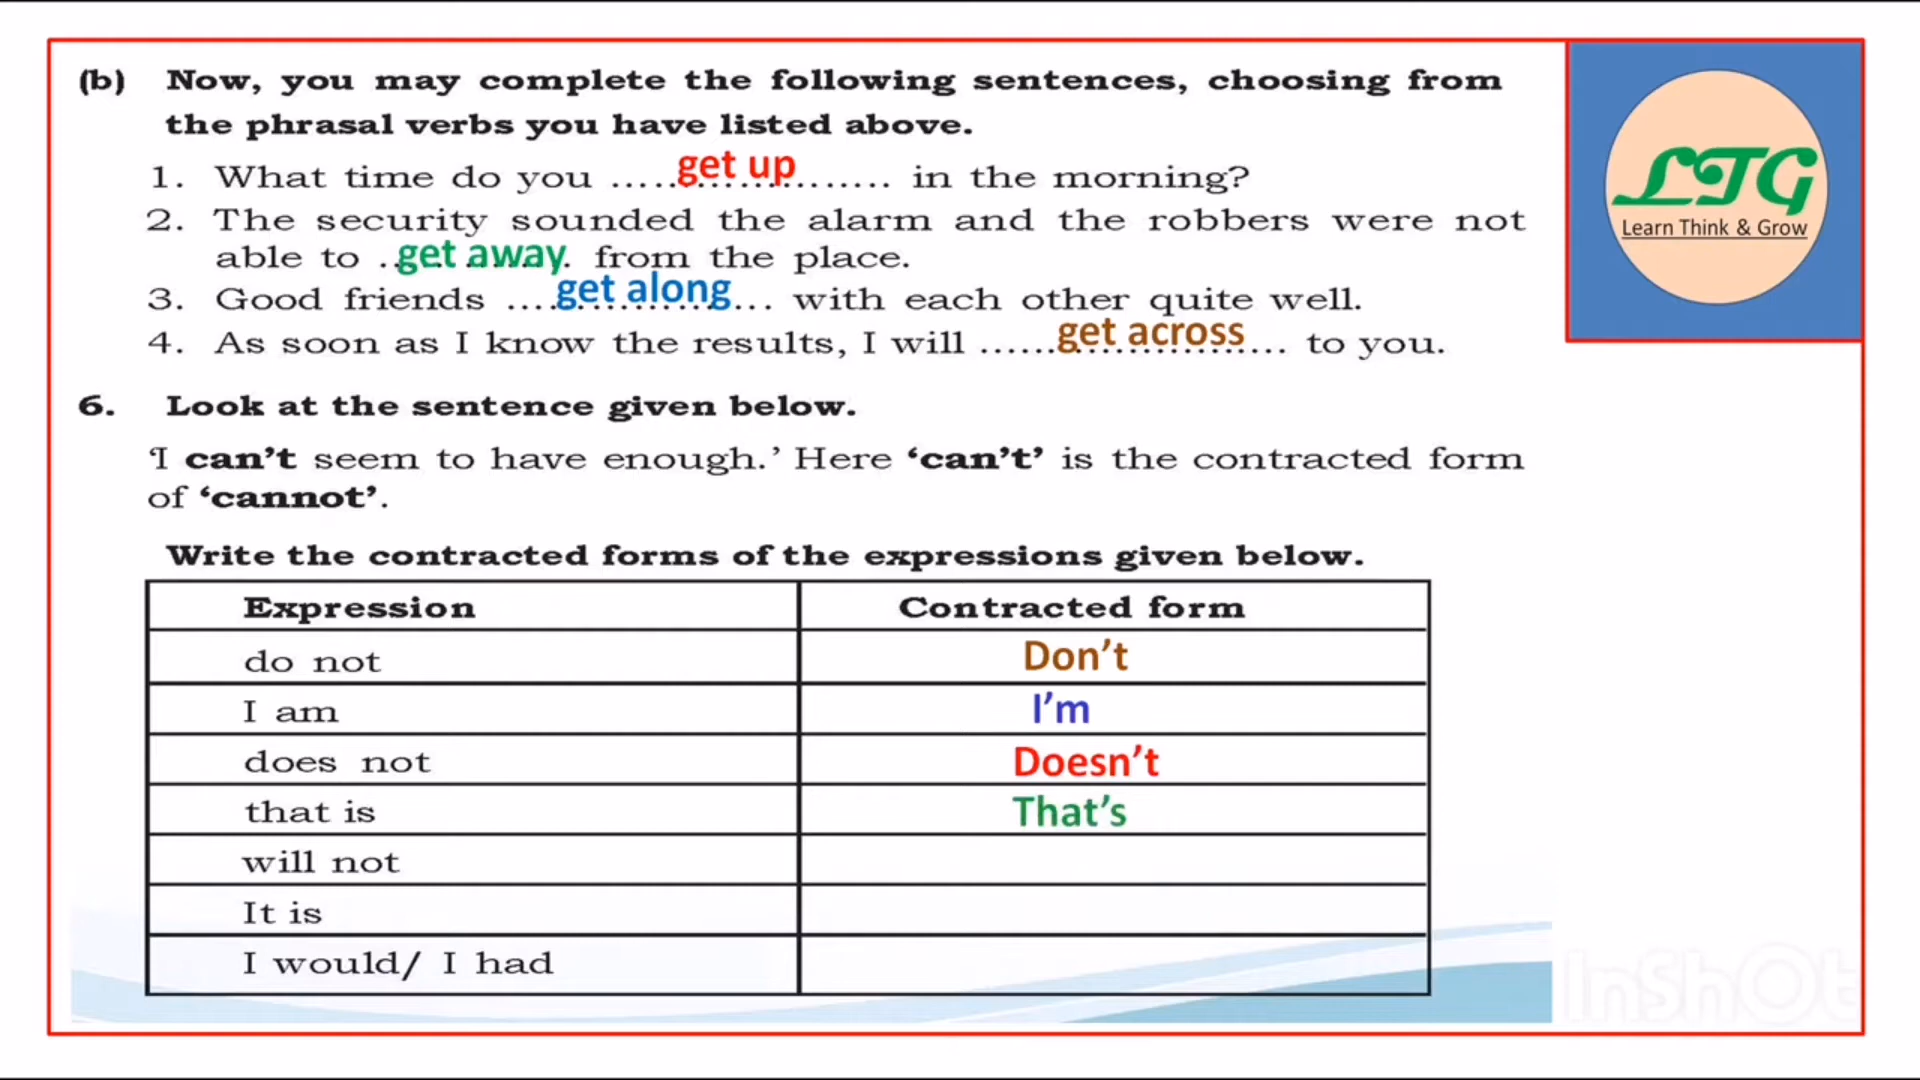 (b) Now, you may complete the following sentences, choosing from
the phrasal verbs you have listed above.
1. What time do you .....get up........ in the morning?
2. The security sounded the alarm and the robbers were not
able to ..get away. from the place.
3. Good friends ....get along... with each other quite well.
4. As soon as I know the results, I will ......get across... to you.
LTG
Learn Think & Grow
6. Look at the sentence given below.
'I can't seem to have enough.' Here 'can't' is the contracted form
of 'cannot'.
Write the contracted forms of the expressions given below.
Expression Contracted form
do not Don't
I am I'm
does not Doesn't
that is That's
will not
It is
I would/ I had
InShOt